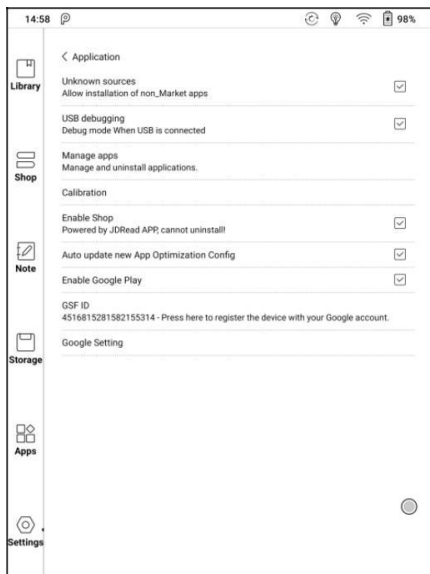 14:58 98%
Application
Unknown sources
Allow installation of non_Market apps
USB debugging
Debug mode When USB is connected
Manage apps
Manage and uninstall applications.
Calibration
Enable Shop
Powered by JDRead APP, cannot uninstall!
Auto update new App Optimization Config
Enable Google Play
GSF ID
4516815281582155314 - Press here to register the device with your Google account.
Google Setting
Library
Shop
Note
Storage
Apps
Settings